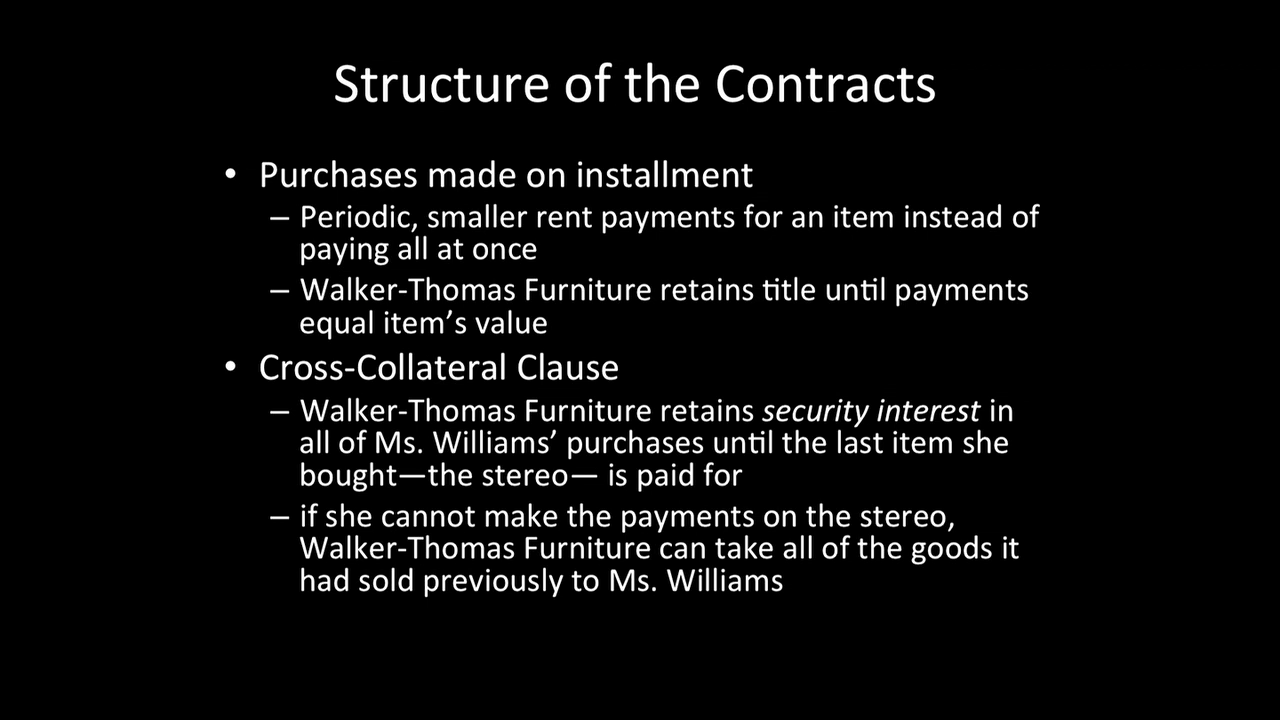 Structure of the Contracts
• Purchases made on installment
– Periodic, smaller rent payments for an item instead of
paying all at once
– Walker-Thomas Furniture retains title until payments
equal item’s value
• Cross-Collateral Clause
– Walker-Thomas Furniture retains security interest in
all of Ms. Williams’ purchases until the last item she
bought—the stereo— is paid for
– if she cannot make the payments on the stereo,
Walker-Thomas Furniture can take all of the goods it
had sold previously to Ms. Williams